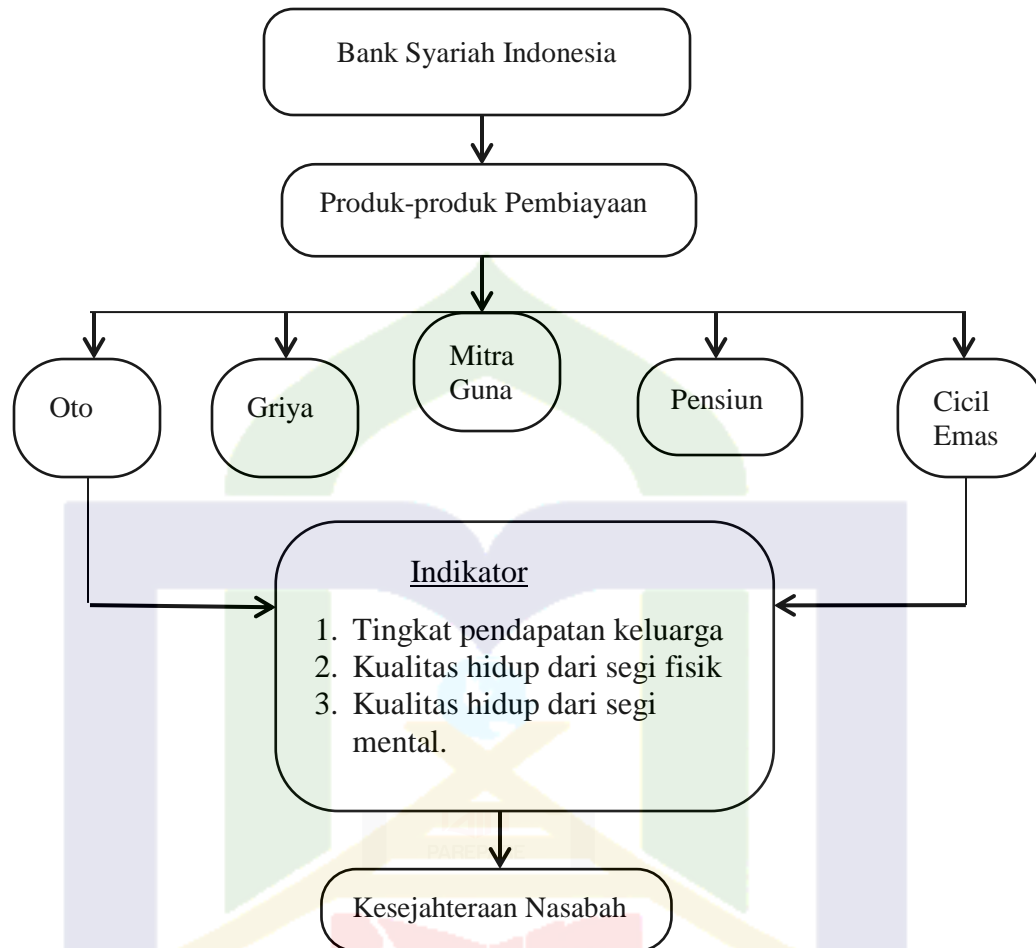 Bank Syariah Indonesia
Produk-produk Pembiayaan
Oto
Griya
Mitra
Guna
Pensiun
Cicil
Emas
Indikator
1. Tingkat pendapatan keluarga
2. Kualitas hidup dari segi fisik
3. Kualitas hidup dari segi
mental.
PAREPARE
Kesejahteraan Nasabah